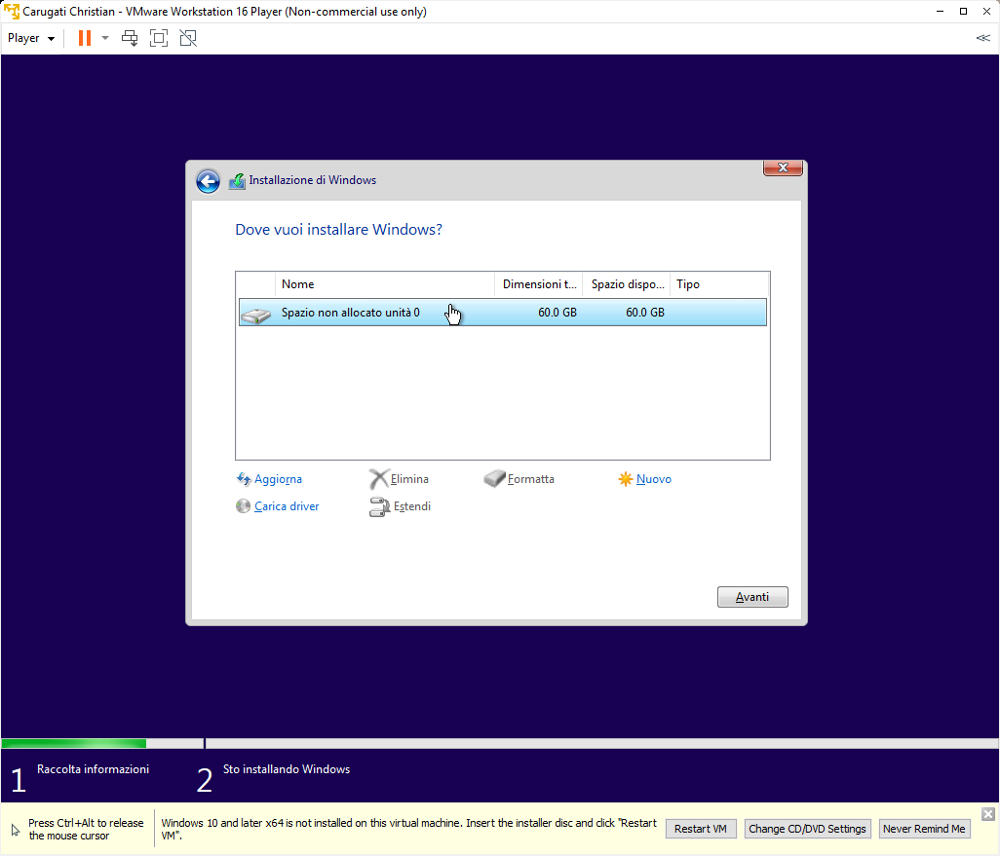 Carugati Christian - VMware Workstation 16 Player (Non-commercial use only)
Player
Installazione di Windows
Dove vuoi installare Windows?
Nome Dimensioni t... Spazio dispo... Tipo
Spazio non allocato unità 0 60.0 GB 60.0 GB
Aggiorna Elimina Formatta Nuovo
Carica driver Estendi
Avanti
1 Raccolta informazioni 2 Sto installando Windows
Press Ctrl+Alt to release
the mouse cursor
Windows 10 and later x64 is not installed on this virtual machine. Insert the installer disc and click "Restart
VM".
Restart VM Change CD/DVD Settings Never Remind Me